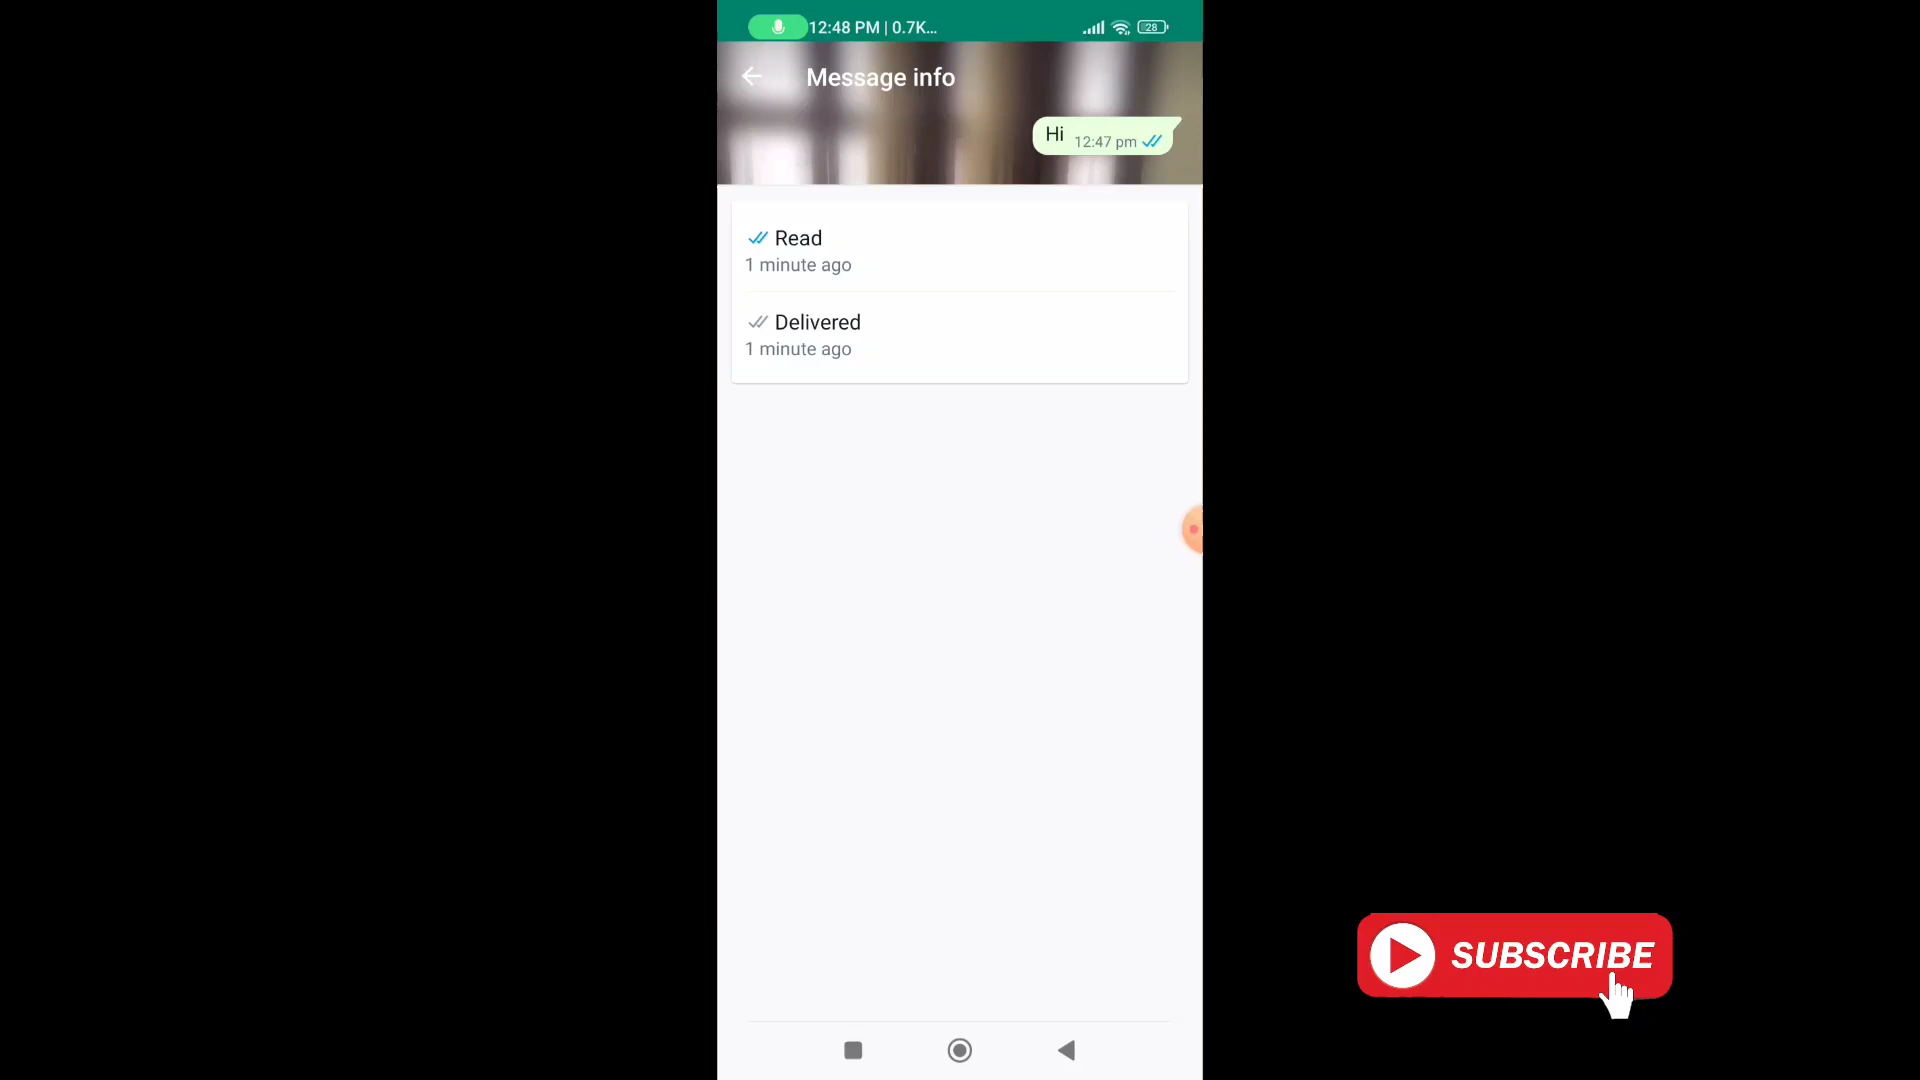 12:48 PM | 0.7K...
28
Message info
Hi 12:47 pm
Read
1 minute ago
Delivered
1 minute ago
SUBSCRIBE